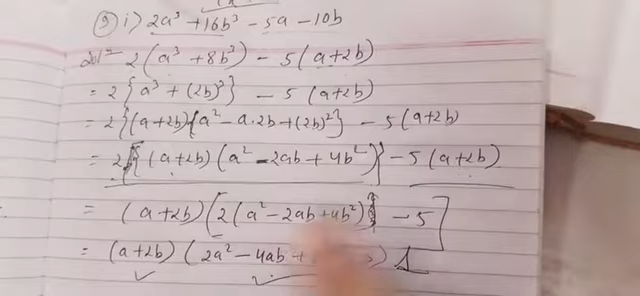 ⑨ i) 2a³ + 16b³ - 5a - 10b
2(a³ + 8b³) - 5(a+2b)
= 2{a³ + (2b)³} - 5(a+2b)
= 2{(a+2b){a² - a·2b + (2b)²} - 5(a+2b)
= 2{(a+2b)(a² - 2ab + 4b²)} - 5(a+2b)
= (a+2b)[2(a² - 2ab + 4b²) - 5]
= (a+2b)(2a² - 4ab +